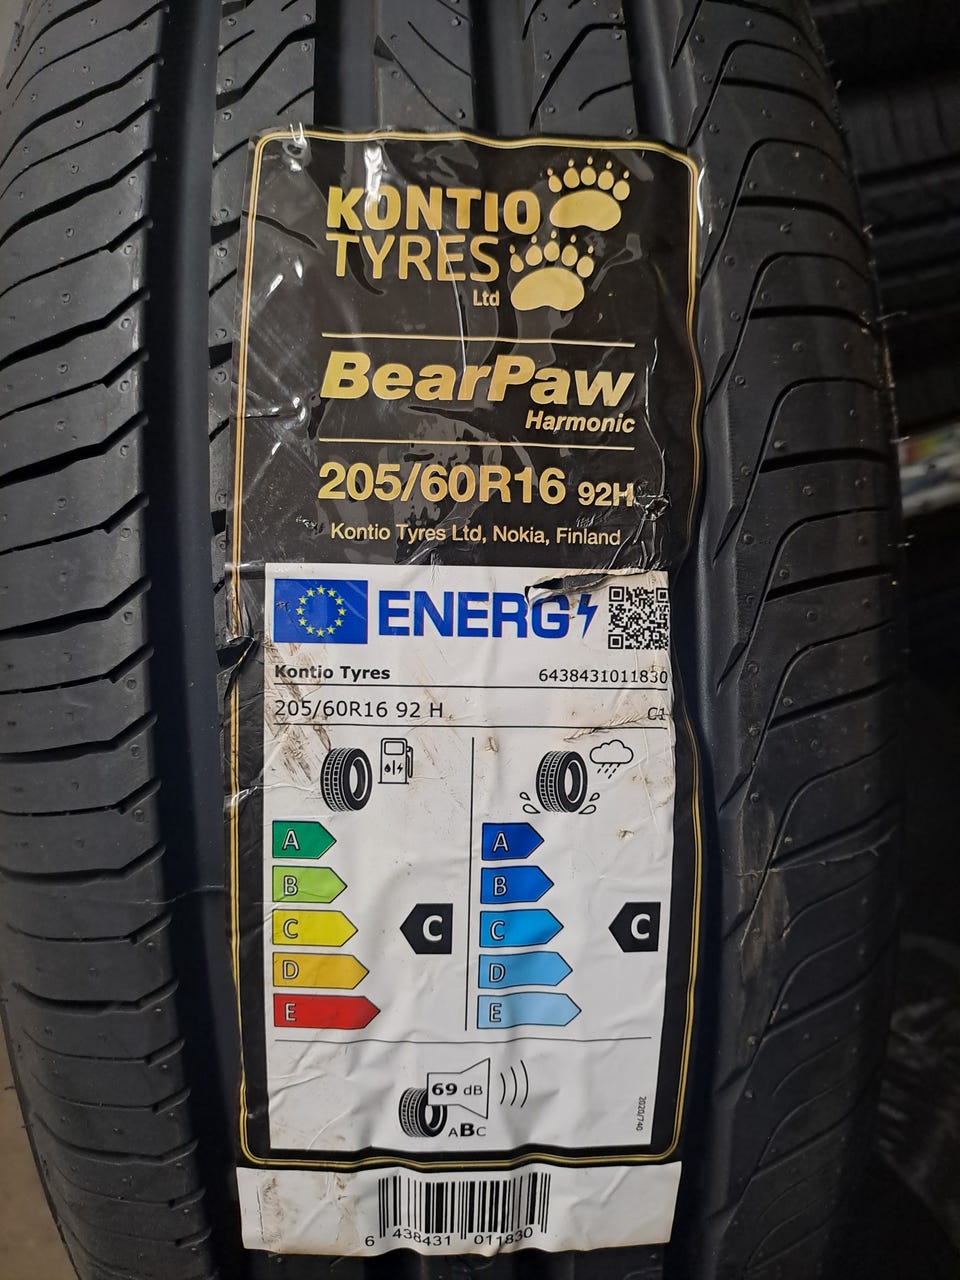 KONTIO
TYRES
Ltd
BearPaw
Harmonic
205/60R16 92H
Kontio Tyres Ltd, Nokia, Finland
ENERG
Kontio Tyres 6438431011830
205/60R16 92 H C1
A A
B B
C C C C
D D
E E
69 dB
ABC
2020/740
6 438431 011830